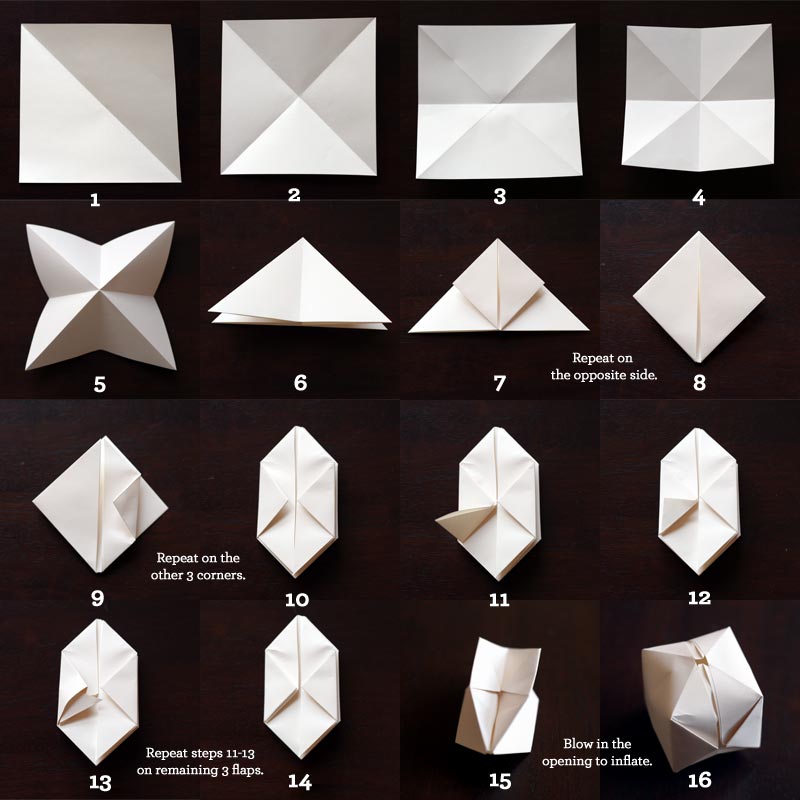 1
2
3
4
5
6
7
Repeat on
the opposite side.
8
9
Repeat on the
other 3 corners.
10
11
12
13
Repeat steps 11-13
on remaining 3 flaps.
14
15
Blow in the
opening to inflate.
16